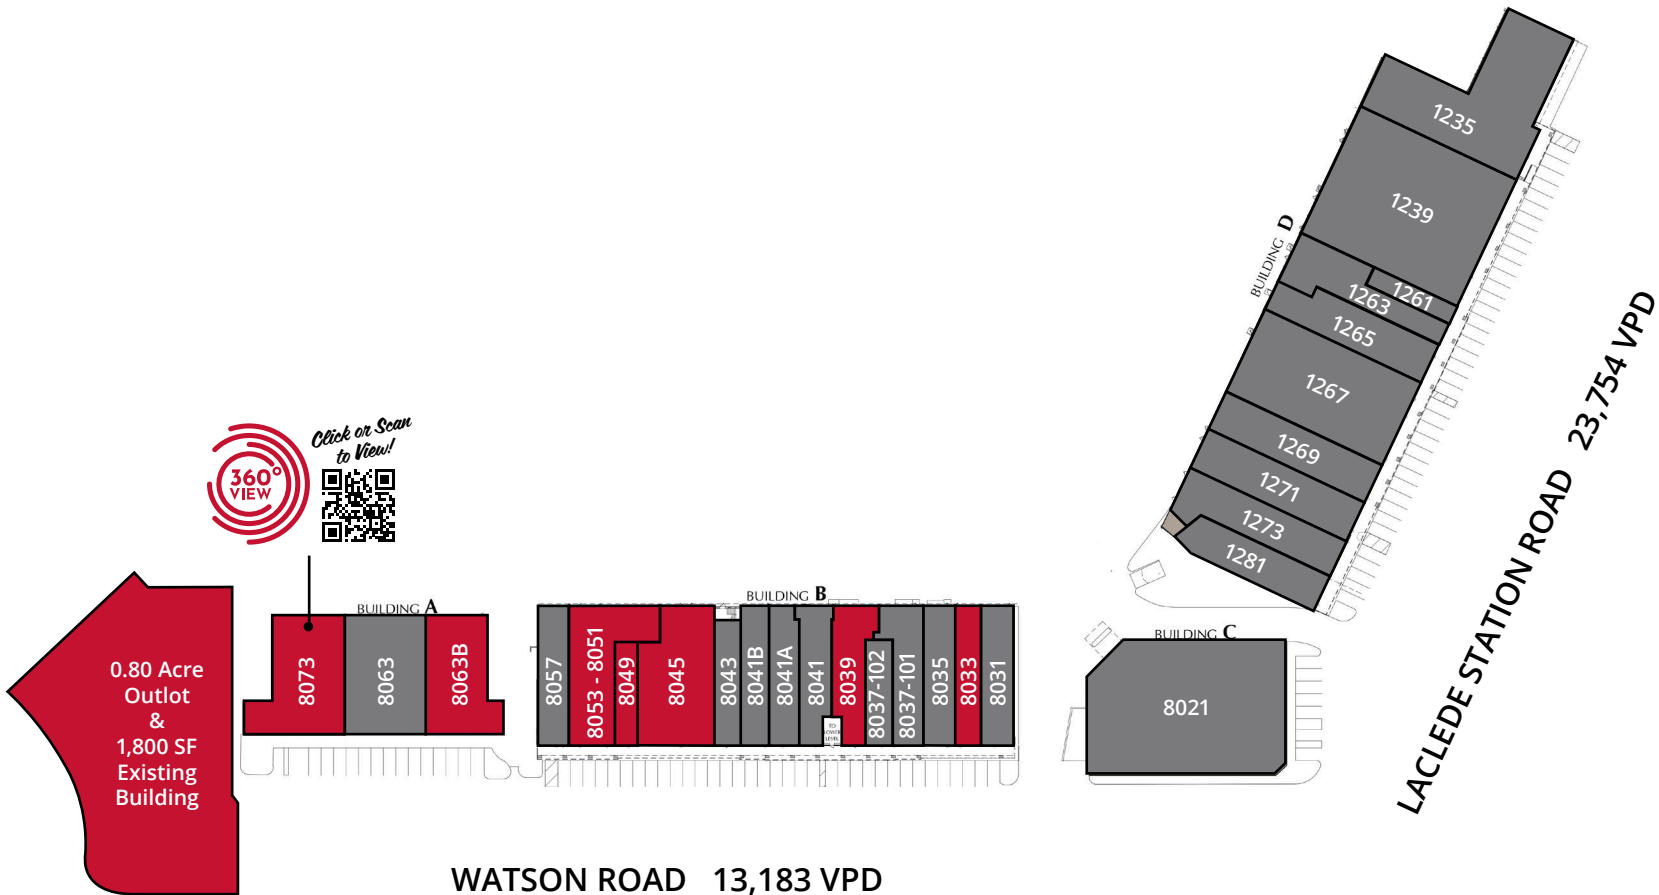 1235
1239
BUILDING D
1261
1263
1265
1267
1269
1271
1273
1281
LACLEDE STATION ROAD 23,754 VPD
Click or Scan
to View!
360°
VIEW
0.80 Acre
Outlot
&
1,800 SF
Existing
Building
BUILDING A
8073
8063
8063B
BUILDING B
8057
8053 - 8051
8049
8045
8043
8041B
8041A
8041
TO
LOWER
LEVEL
8039
8037-102
8037-101
8035
8033
8031
BUILDING C
8021
WATSON ROAD 13,183 VPD